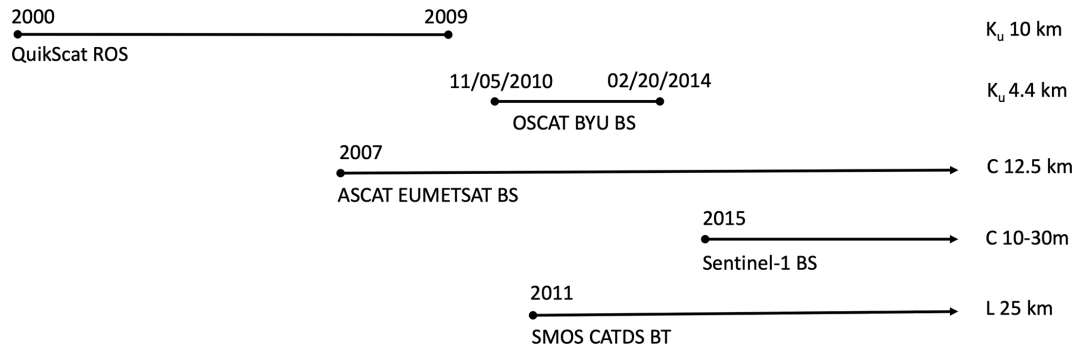 2000 2009 Kᵤ 10 km
QuikScat ROS
11/05/2010 02/20/2014 Kᵤ 4.4 km
OSCAT BYU BS
2007 C 12.5 km
ASCAT EUMETSAT BS
2015 C 10-30m
Sentinel-1 BS
2011 L 25 km
SMOS CATDS BT